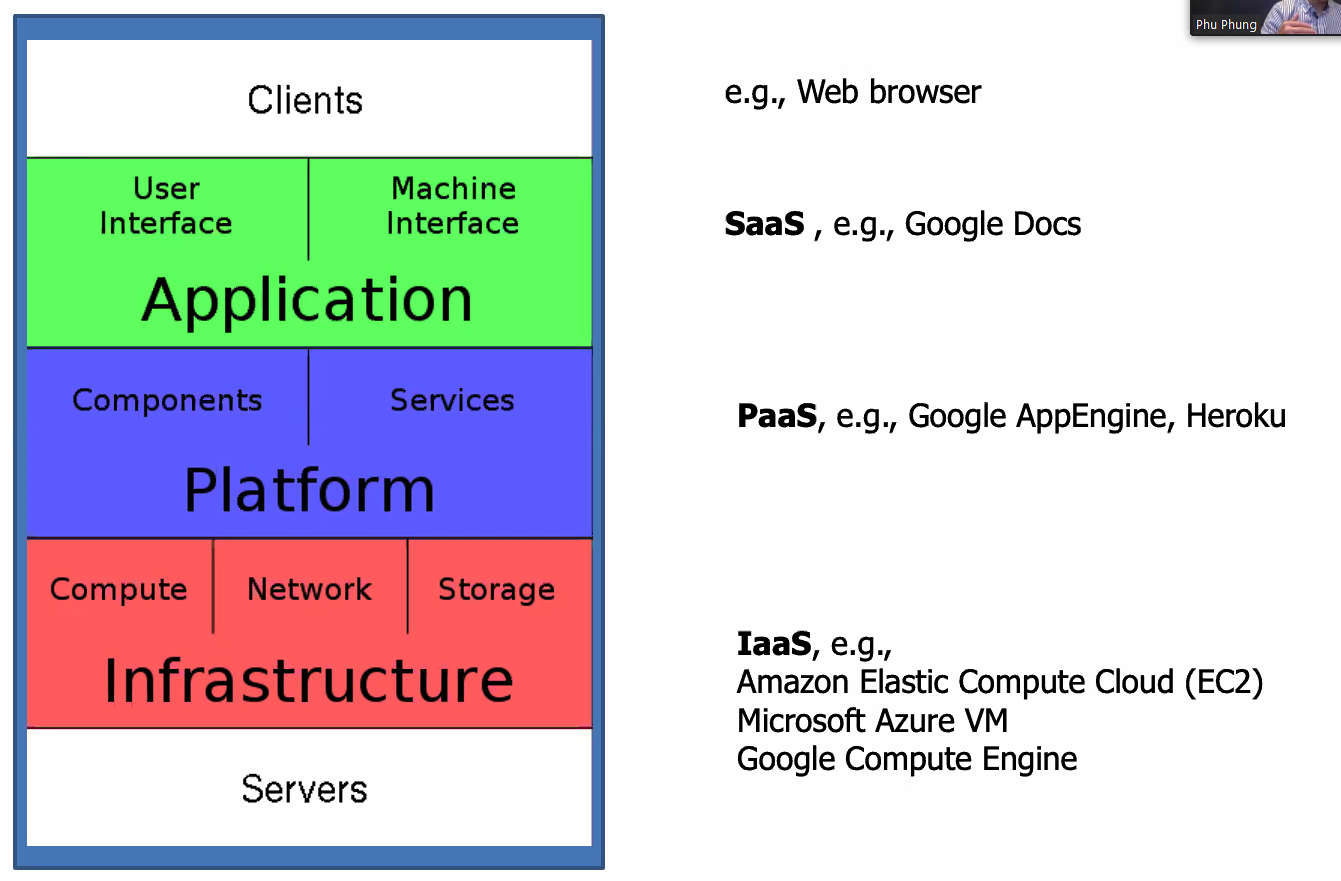 Phu Phung
Clients
e.g., Web browser
User
Interface
Machine
Interface
Application
SaaS , e.g., Google Docs
Components
Services
Platform
PaaS, e.g., Google AppEngine, Heroku
Compute
Network
Storage
Infrastructure
IaaS, e.g.,
Amazon Elastic Compute Cloud (EC2)
Microsoft Azure VM
Google Compute Engine
Servers